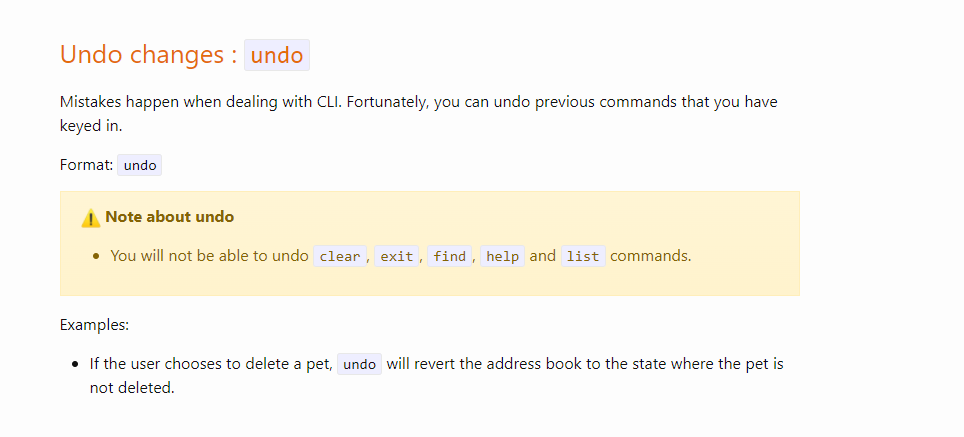 Undo changes : undo
Mistakes happen when dealing with CLI. Fortunately, you can undo previous commands that you have
keyed in.
Format: undo
Note about undo
• You will not be able to undo clear, exit, find, help and list commands.
Examples:
• If the user chooses to delete a pet, undo will revert the address book to the state where the pet is
not deleted.